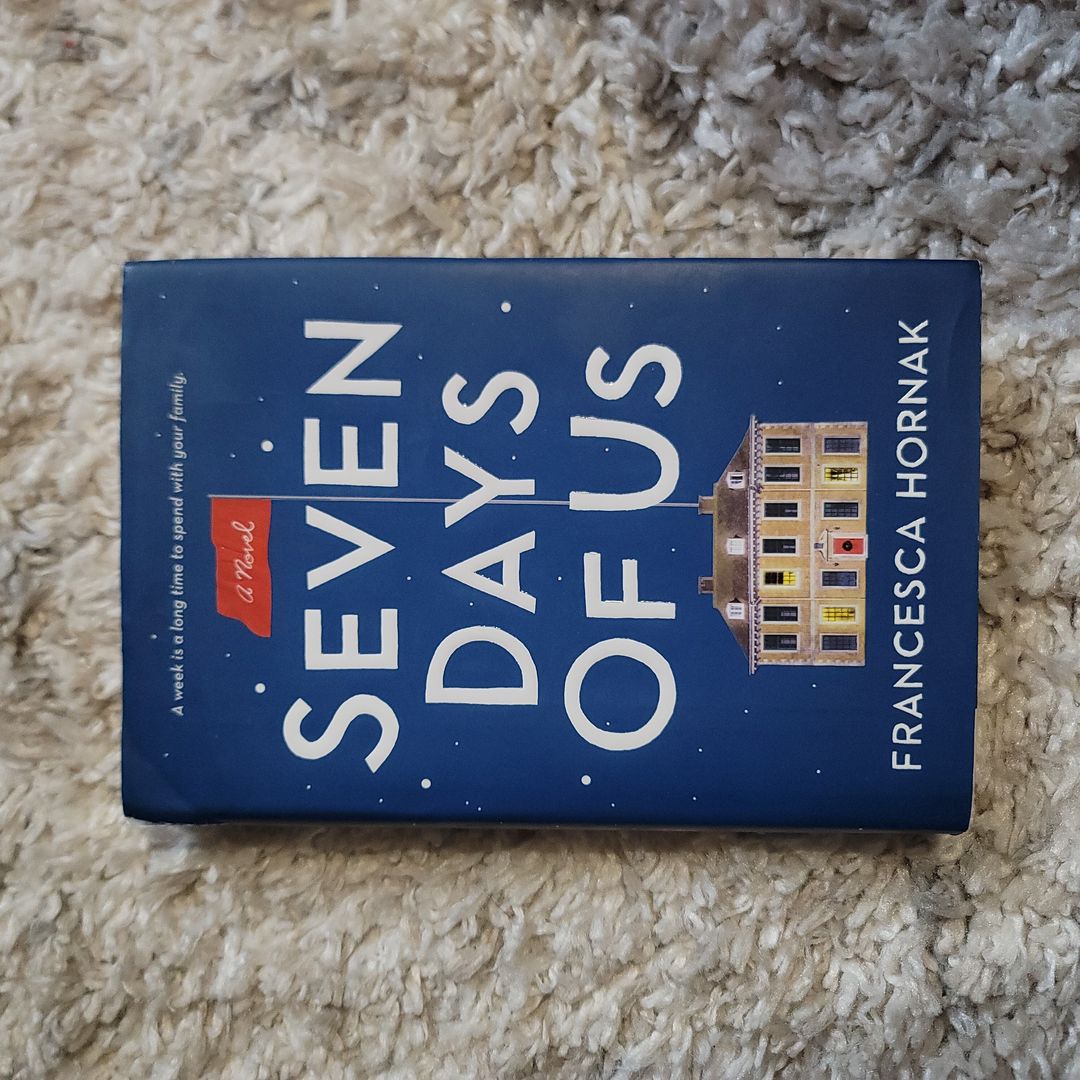 A week is a long time to spend with your family.
A Novel
SEVEN
DAYS
OF US
FRANCESCA HORNAK